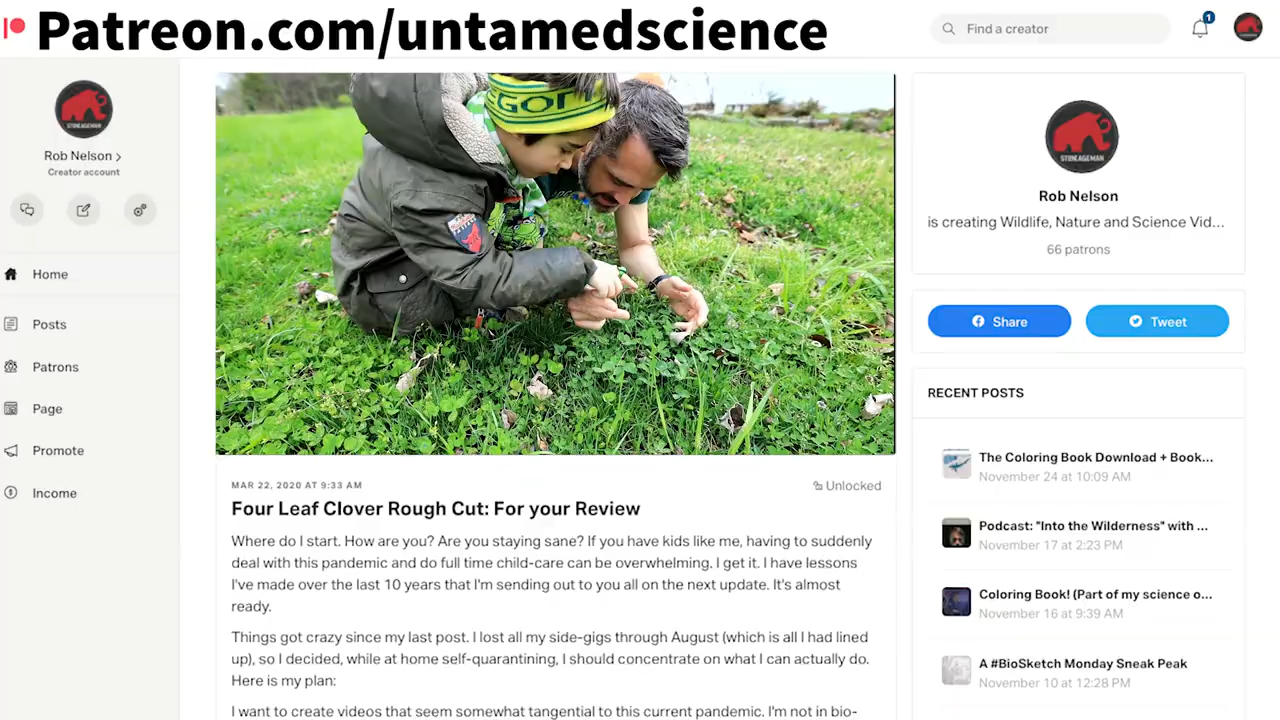 Patreon.com/untamedscience
Find a creator
1
STONEAGEMAN
Rob Nelson
Creator account
Home
Posts
Patrons
Page
Promote
Income
GO
MAR 22, 2020 AT 9:33 AM
Unlocked
Four Leaf Clover Rough Cut: For your Review
Where do I start. How are you? Are you staying sane? If you have kids like me, having to suddenly
deal with this pandemic and do full time child-care can be overwhelming. I get it. I have lessons
I've made over the last 10 years that I'm sending out to you all on the next update. It's almost
ready.
Things got crazy since my last post. I lost all my side-gigs through August (which is all I had lined
up), so I decided, while at home self-quarantining, I should concentrate on what I can actually do.
Here is my plan:
I want to create videos that seem somewhat tangential to this current pandemic. I'm not in bio-
STONEAGEMAN
Rob Nelson
is creating Wildlife, Nature and Science Vid...
66 patrons
Share
Tweet
RECENT POSTS
The Coloring Book Download + Book...
November 24 at 10:09 AM
Podcast: "Into the Wilderness" with ...
November 17 at 2:23 PM
Coloring Book! (Part of my science o...
November 16 at 9:39 AM
A #BioSketch Monday Sneak Peak
November 10 at 12:28 PM